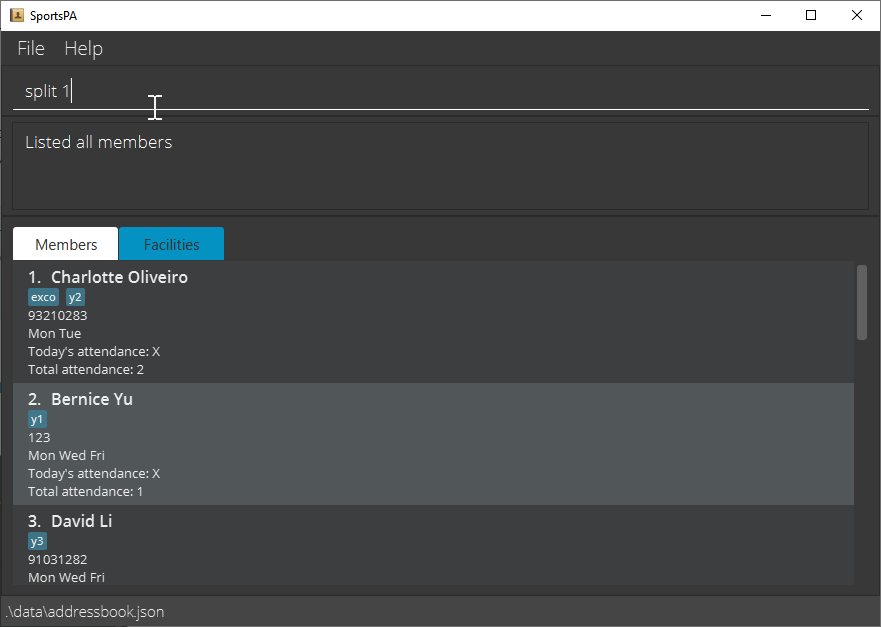 SportsPA
File Help
split 1
Listed all members
Members Facilities
1. Charlotte Oliveiro
exco y2
93210283
Mon Tue
Today's attendance: X
Total attendance: 2
2. Bernice Yu
y1
123
Mon Wed Fri
Today's attendance: X
Total attendance: 1
3. David Li
y3
91031282
Mon Wed Fri
.\data\addressbook.json